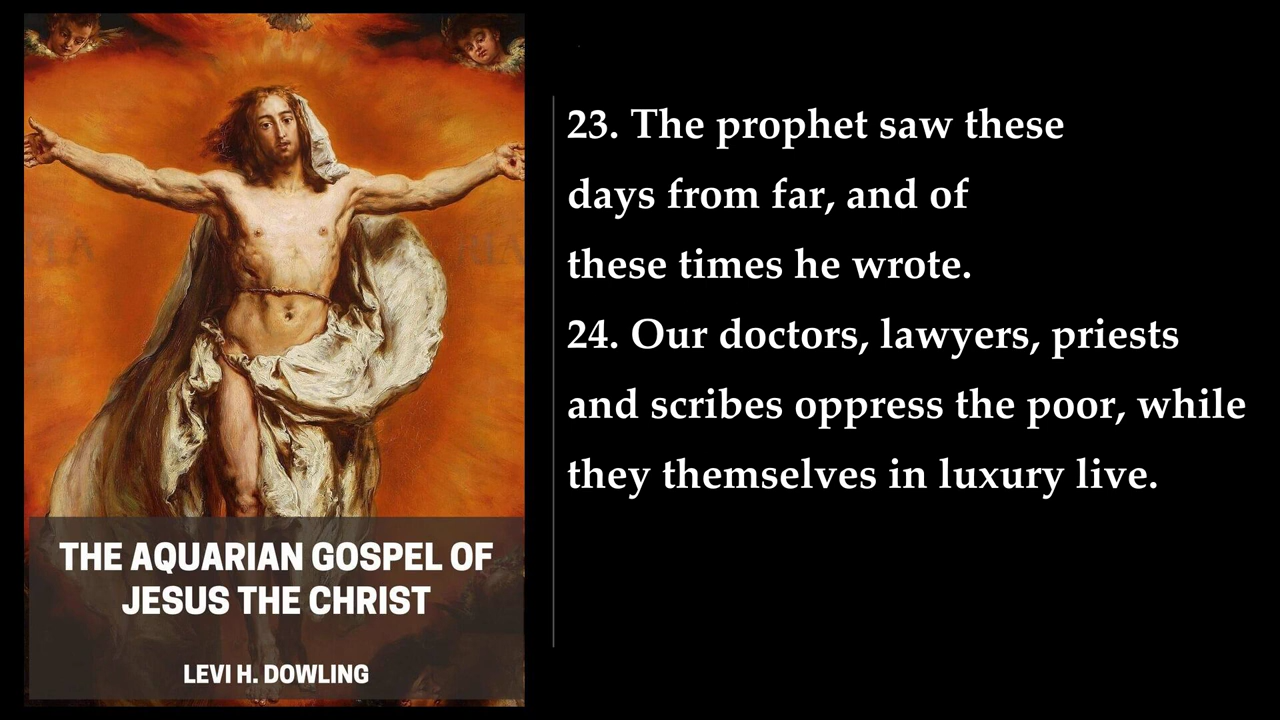 THE AQUARIAN GOSPEL OF
JESUS THE CHRIST
LEVI H. DOWLING
23. The prophet saw these
days from far, and of
these times he wrote.
24. Our doctors, lawyers, priests
and scribes oppress the poor, while
they themselves in luxury live.